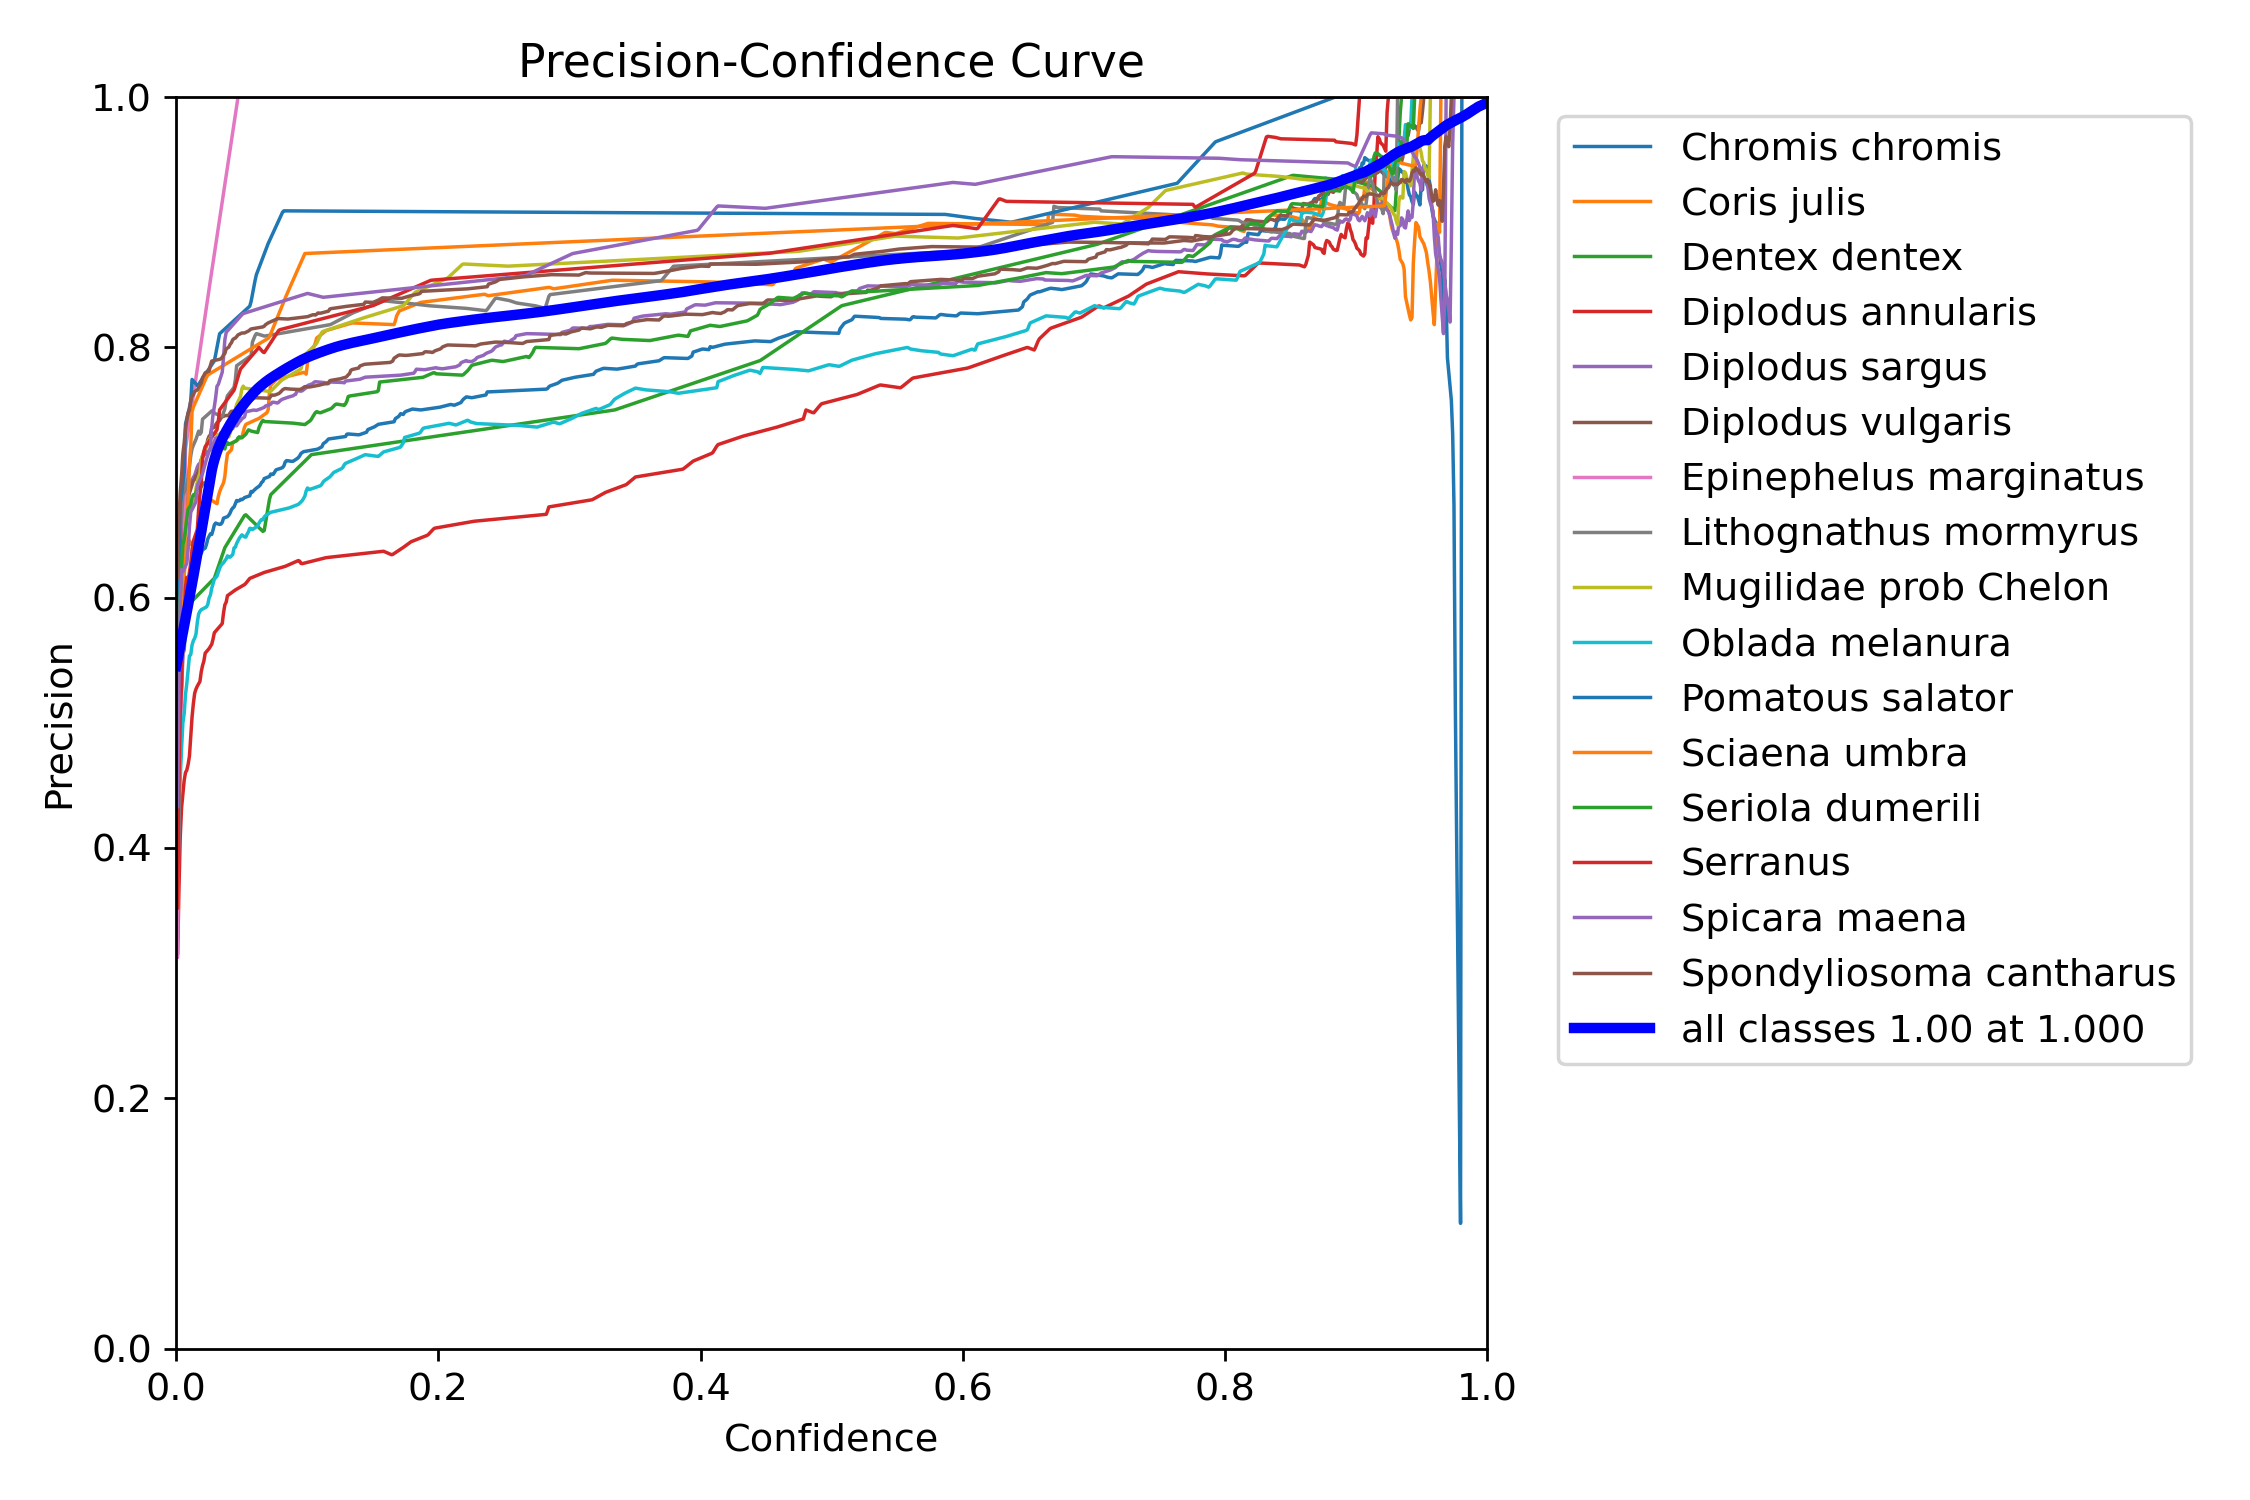 Precision-Confidence Curve
1.0
0.8
0.6
0.4
0.2
0.0
Precision
0.0 0.2 0.4 0.6 0.8 1.0
Confidence
Chromis chromis
Coris julis
Dentex dentex
Diplodus annularis
Diplodus sargus
Diplodus vulgaris
Epinephelus marginatus
Lithognathus mormyrus
Mugilidae prob Chelon
Oblada melanura
Pomatous salator
Sciaena umbra
Seriola dumerili
Serranus
Spicara maena
Spondyliosoma cantharus
all classes 1.00 at 1.000